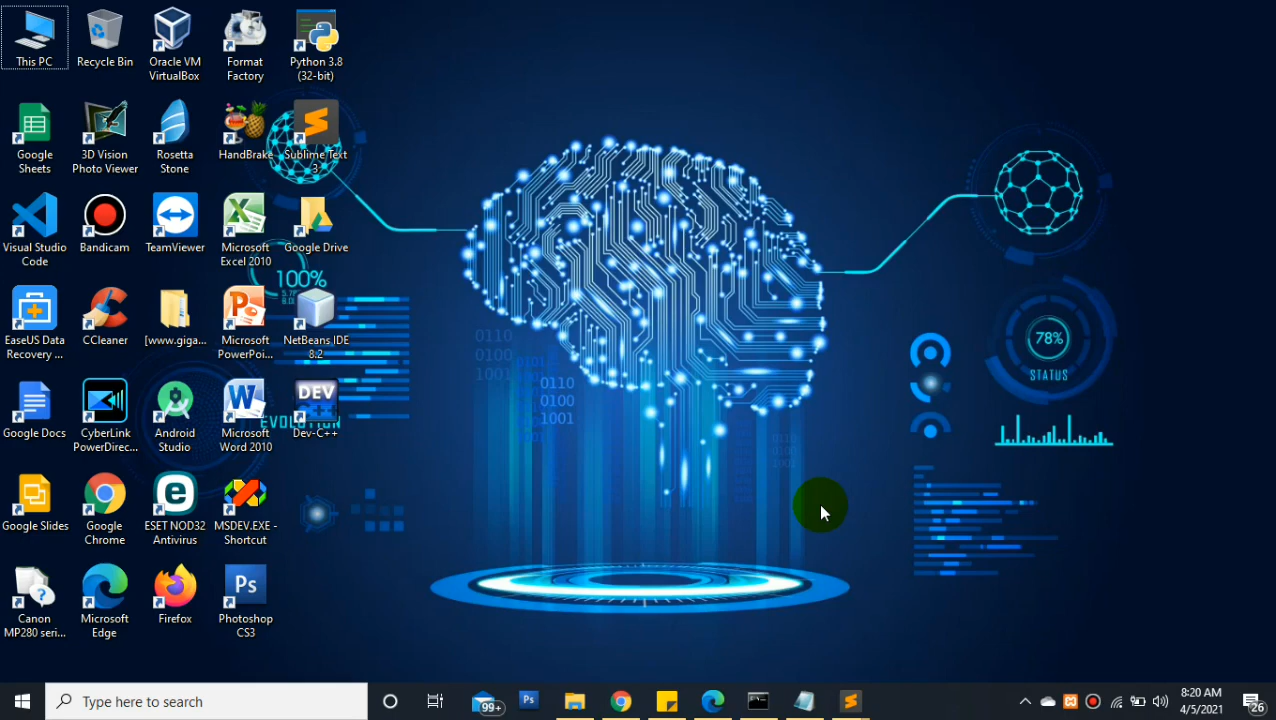 This PC
Recycle Bin
Oracle VM
VirtualBox
Format
Factory
Python 3.8
(32-bit)
Google
Sheets
3D Vision
Photo Viewer
Rosetta
Stone
HandBrake
Sublime Text
3
Visual Studio
Code
Bandicam
TeamViewer
Microsoft
Excel 2010
Google Drive
EaseUS Data
Recovery ...
CCleaner
[www.giga...
Microsoft
PowerPoi...
NetBeans IDE
8.2
Google Docs
CyberLink
PowerDirec...
Android
Studio
Microsoft
Word 2010
DEV
C++
Dev-C++
Google Slides
Google
Chrome
ESET NOD32
Antivirus
MSDEV.EXE -
Shortcut
Canon
MP280 seri...
Microsoft
Edge
Firefox
Ps
Photoshop
CS3
100%
EVOLUTION
0110
0100
1001
0110
0100
1001
0110
0100
1001
78%
STATUS
Type here to search
99+
Ps
8:20 AM
4/5/2021
26